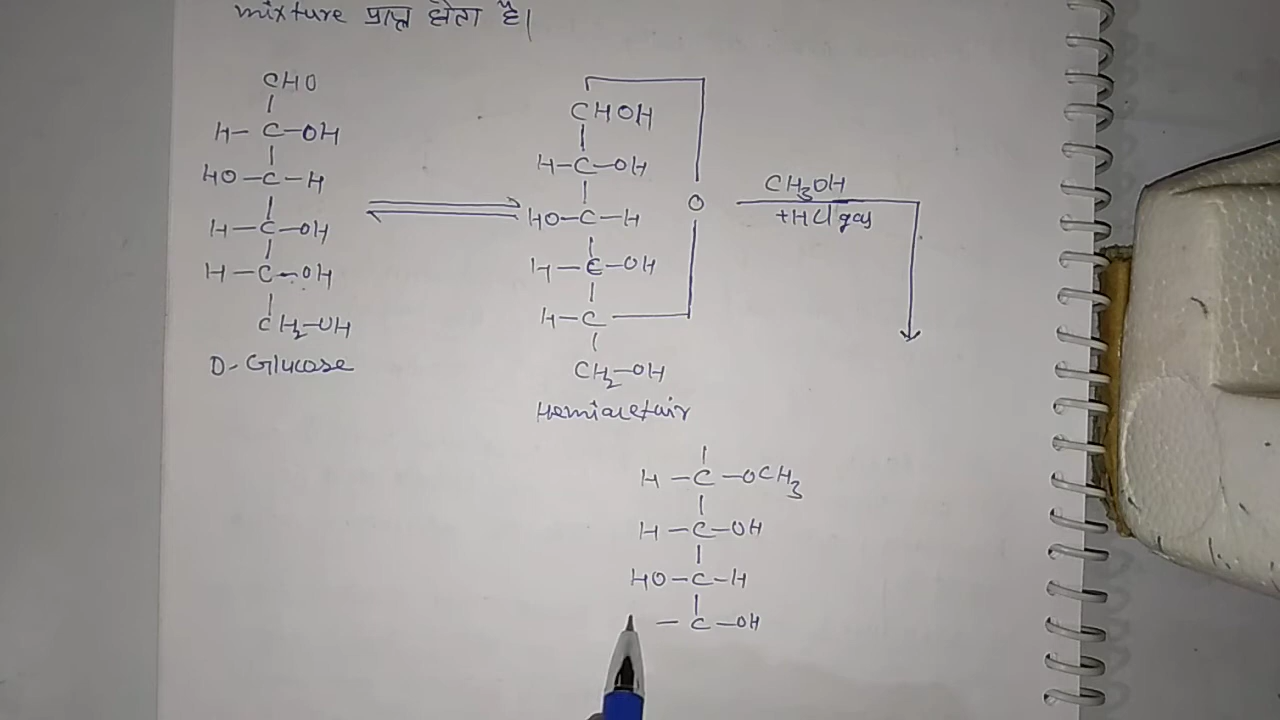 mixture प्राप्त होता है।
CHO
H-C-OH
HO-C-H
H-C-OH
H-C-OH
CH2-OH
D-Glucose
CHOH
H-C-OH
HO-C-H
H-C-OH
H-C
CH2-OH
O
CH3OH
+HCl gas
H-C-OCH3
H-C-OH
HO-C-H
-C-OH